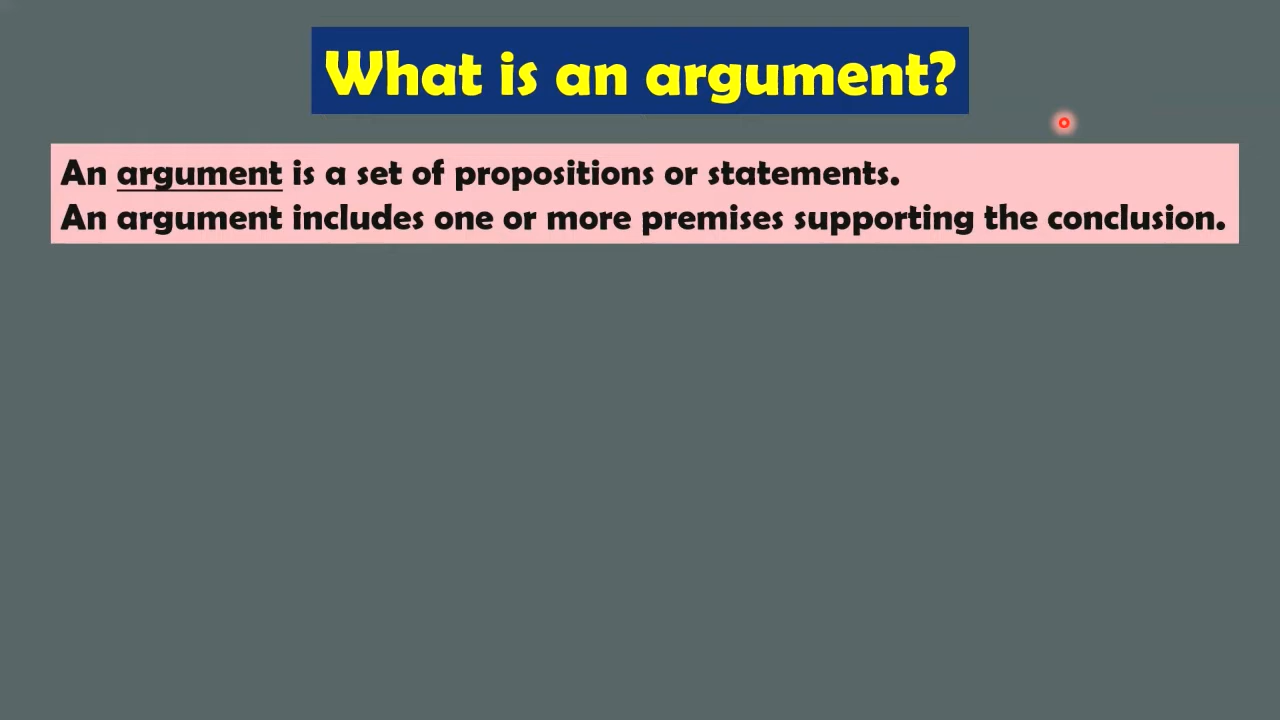 What is an argument?
An argument is a set of propositions or statements.
An argument includes one or more premises supporting the conclusion.